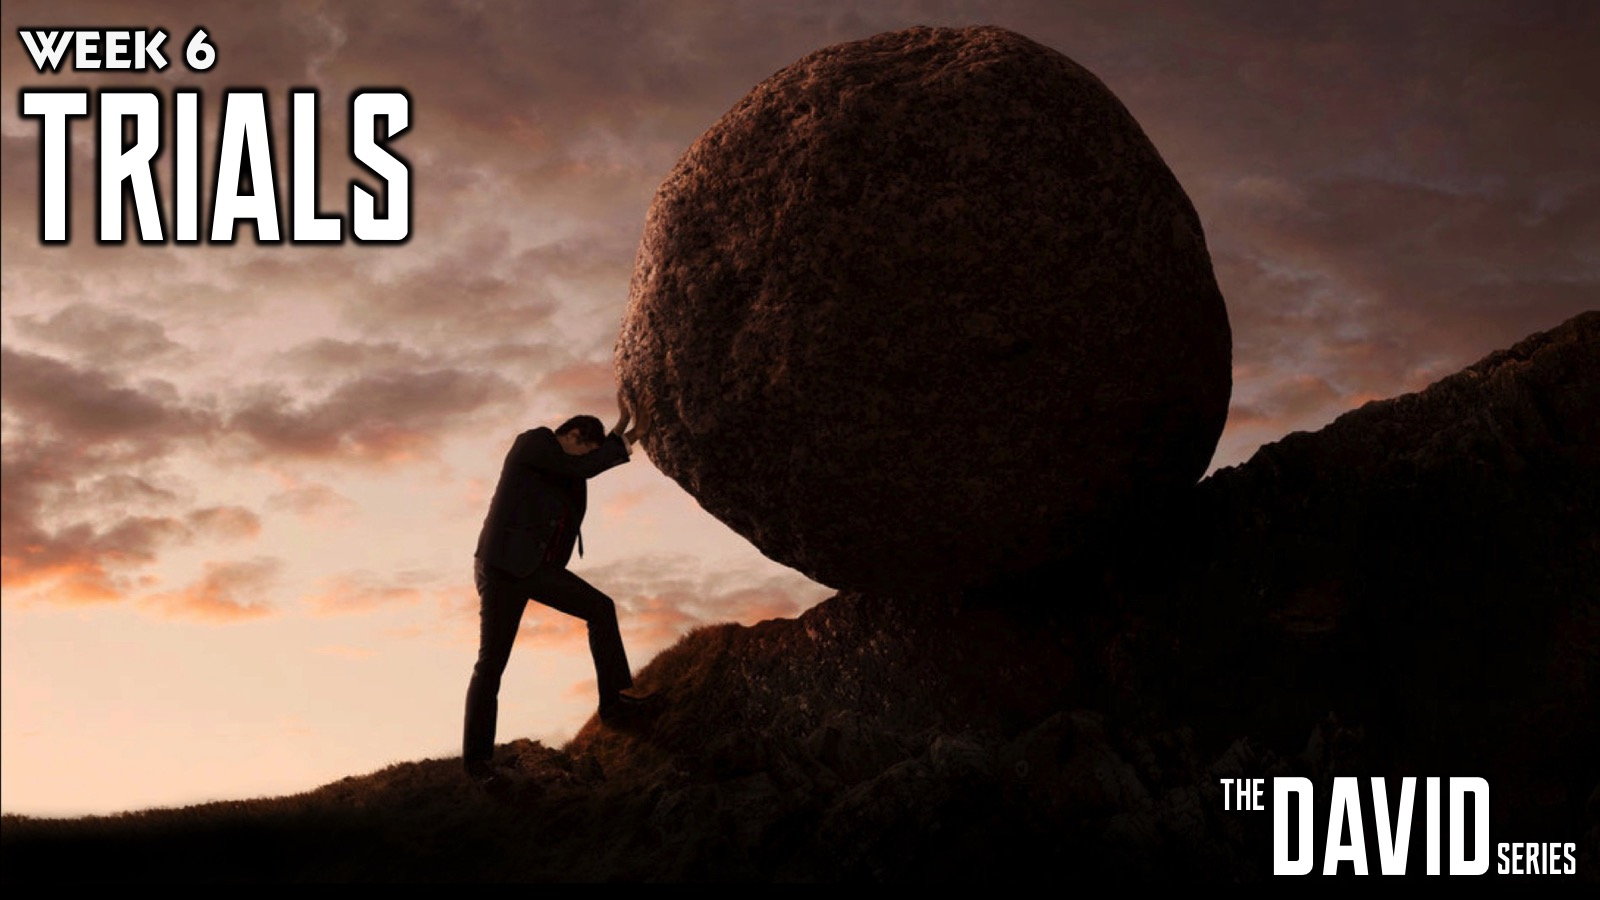 WEEK 6
TRIALS
THE DAVID SERIES